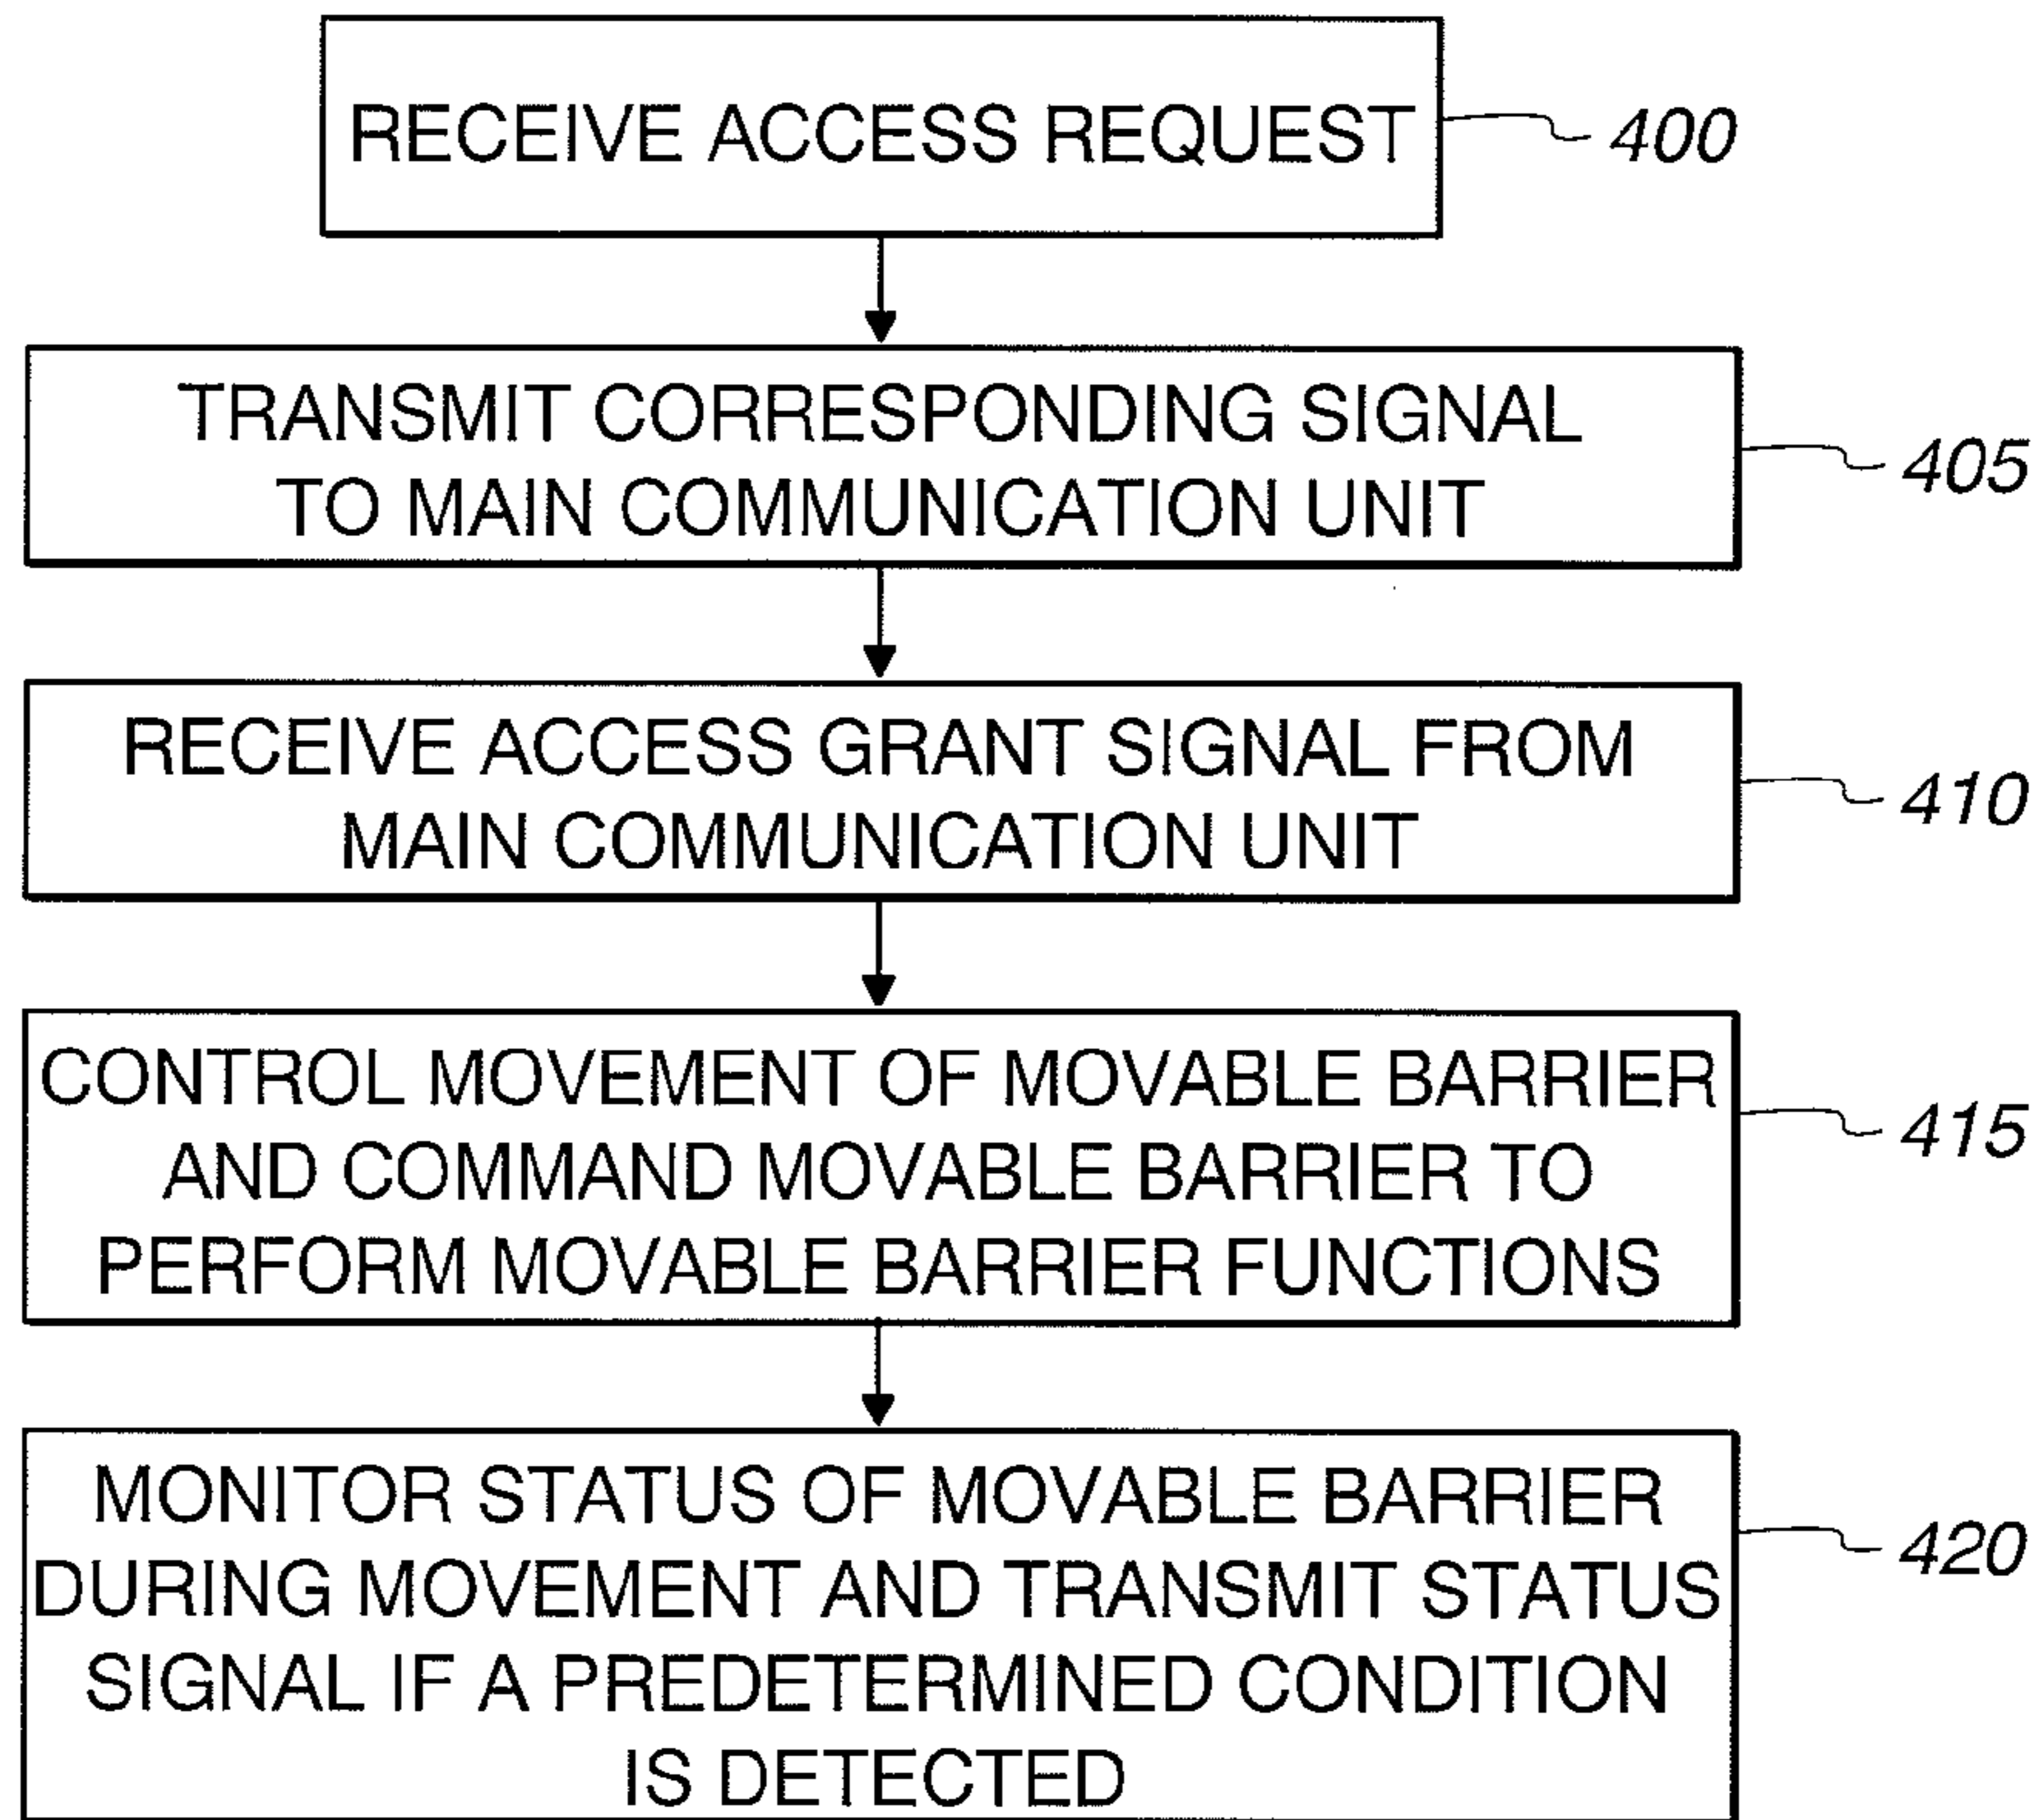 RECEIVE ACCESS REQUEST
400
TRANSMIT CORRESPONDING SIGNAL
TO MAIN COMMUNICATION UNIT
405
RECEIVE ACCESS GRANT SIGNAL FROM
MAIN COMMUNICATION UNIT
410
CONTROL MOVEMENT OF MOVABLE BARRIER
AND COMMAND MOVABLE BARRIER TO
PERFORM MOVABLE BARRIER FUNCTIONS
415
MONITOR STATUS OF MOVABLE BARRIER
DURING MOVEMENT AND TRANSMIT STATUS
SIGNAL IF A PREDETERMINED CONDITION
IS DETECTED
420